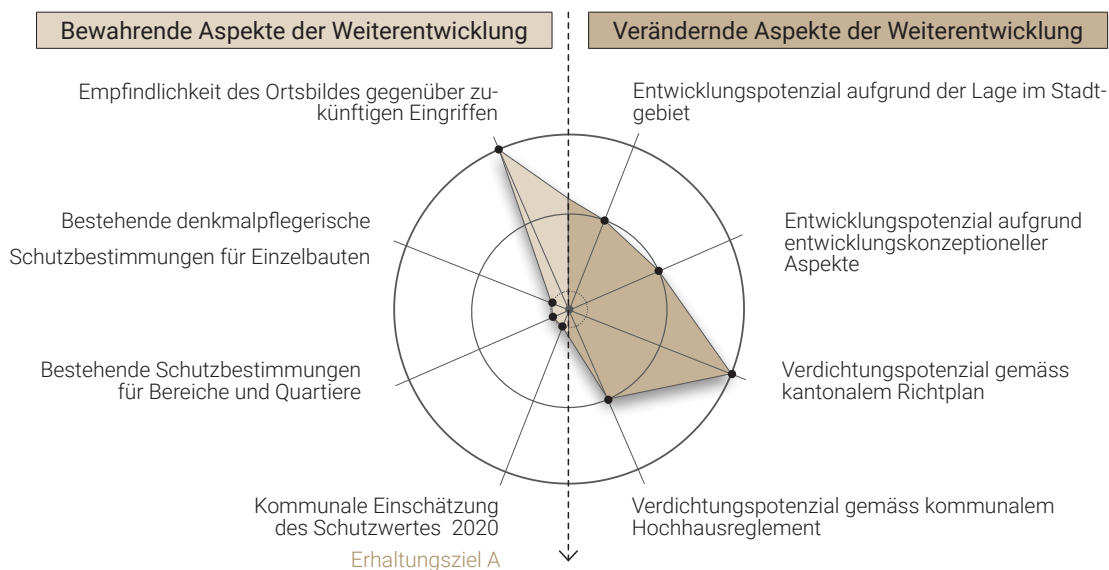 Bewahrende Aspekte der Weiterentwicklung
Verändernde Aspekte der Weiterentwicklung
Empfindlichkeit des Ortsbildes gegenüber zu-
künftigen Eingriffen
Entwicklungspotenzial aufgrund der Lage im Stadt-
gebiet
Bestehende denkmalpflegerische
Schutzbestimmungen für Einzelbauten
Entwicklungspotenzial aufgrund
entwicklungskonzeptioneller
Aspekte
Bestehende Schutzbestimmungen
für Bereiche und Quartiere
Verdichtungspotenzial gemäss
kantonalem Richtplan
Kommunale Einschätzung
des Schutzwertes 2020
Erhaltungsziel A
Verdichtungspotenzial gemäss kommunalem
Hochhausreglement